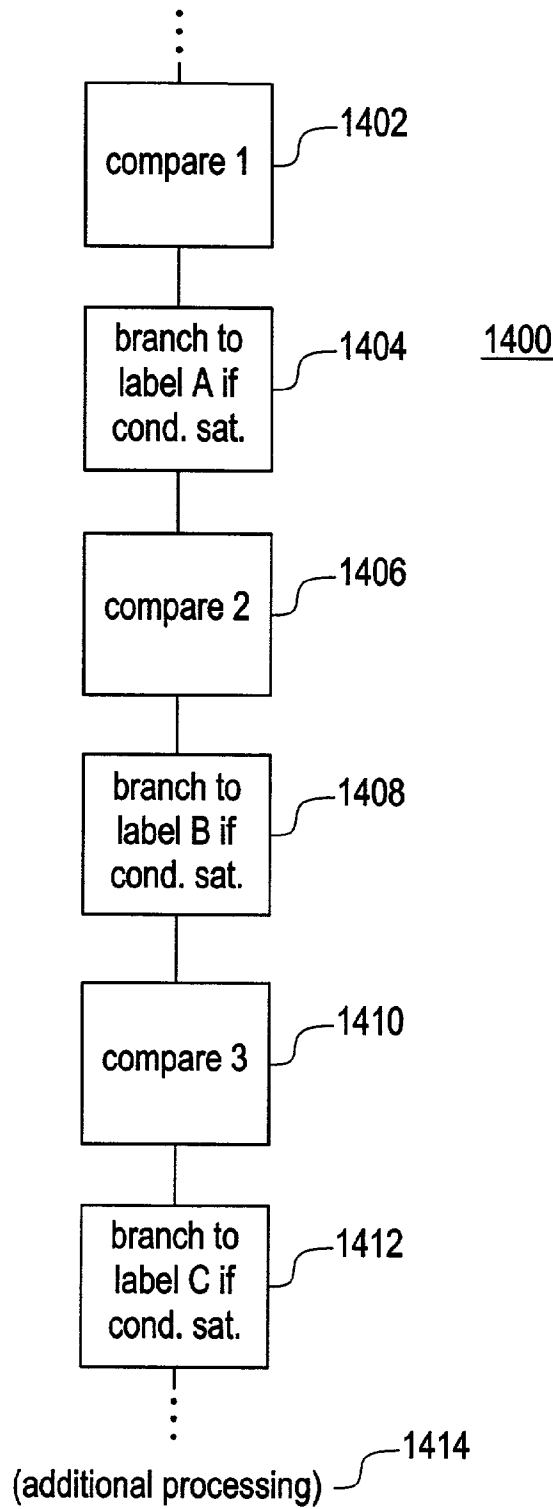 compare 1
1402
branch to
label A if
cond. sat.
1404
1400
compare 2
1406
branch to
label B if
cond. sat.
1408
compare 3
1410
branch to
label C if
cond. sat.
1412
(additional processing)
1414